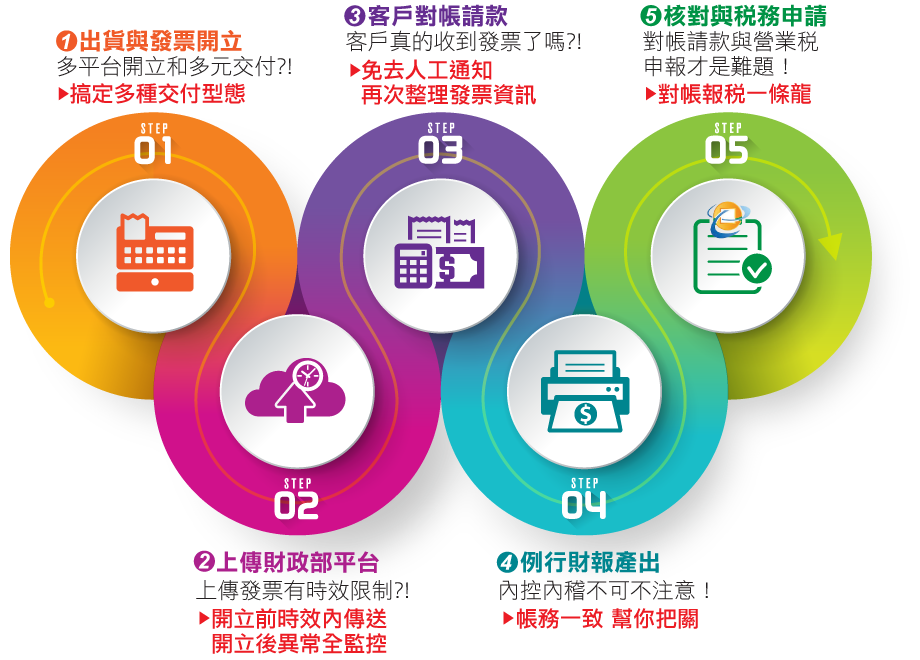 ❶出貨與發票開立
多平台開立和多元交付?!
▶搞定多種交付型態
❸客戶對帳請款
客戶真的收到發票了嗎?!
▶免去人工通知
再次整理發票資訊
❺核對與稅務申請
對帳請款與營業稅
申報才是難題！
▶對帳報稅一條龍
STEP
01
STEP
03
STEP
05
$
$
STEP
02
STEP
04
❷上傳財政部平台
上傳發票有時效限制?!
▶開立前時效內傳送
開立後異常全監控
❹例行財報產出
內控內稽不可不注意！
▶帳務一致 幫你把關